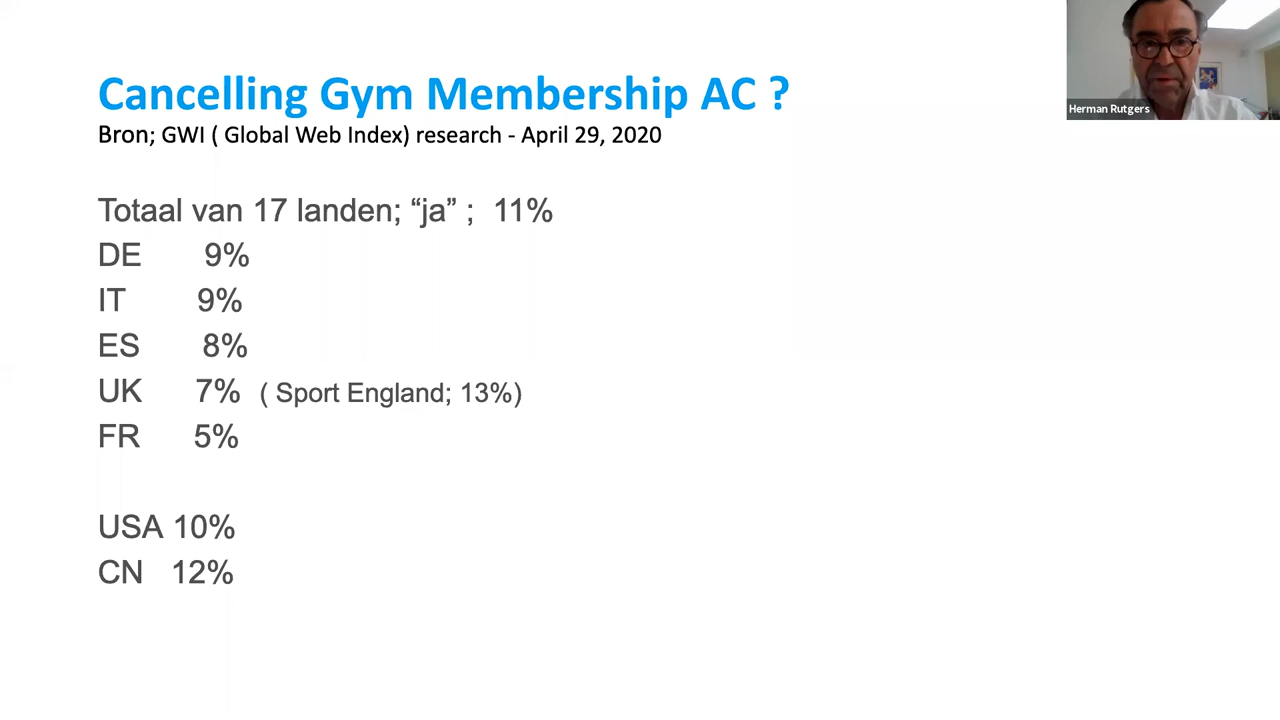 Cancelling Gym Membership AC ?
Bron; GWI ( Global Web Index) research - April 29, 2020
Herman Rutgers
Totaal van 17 landen; “ja” ; 11%
DE 9%
IT 9%
ES 8%
UK 7% ( Sport England; 13%)
FR 5%
USA 10%
CN 12%